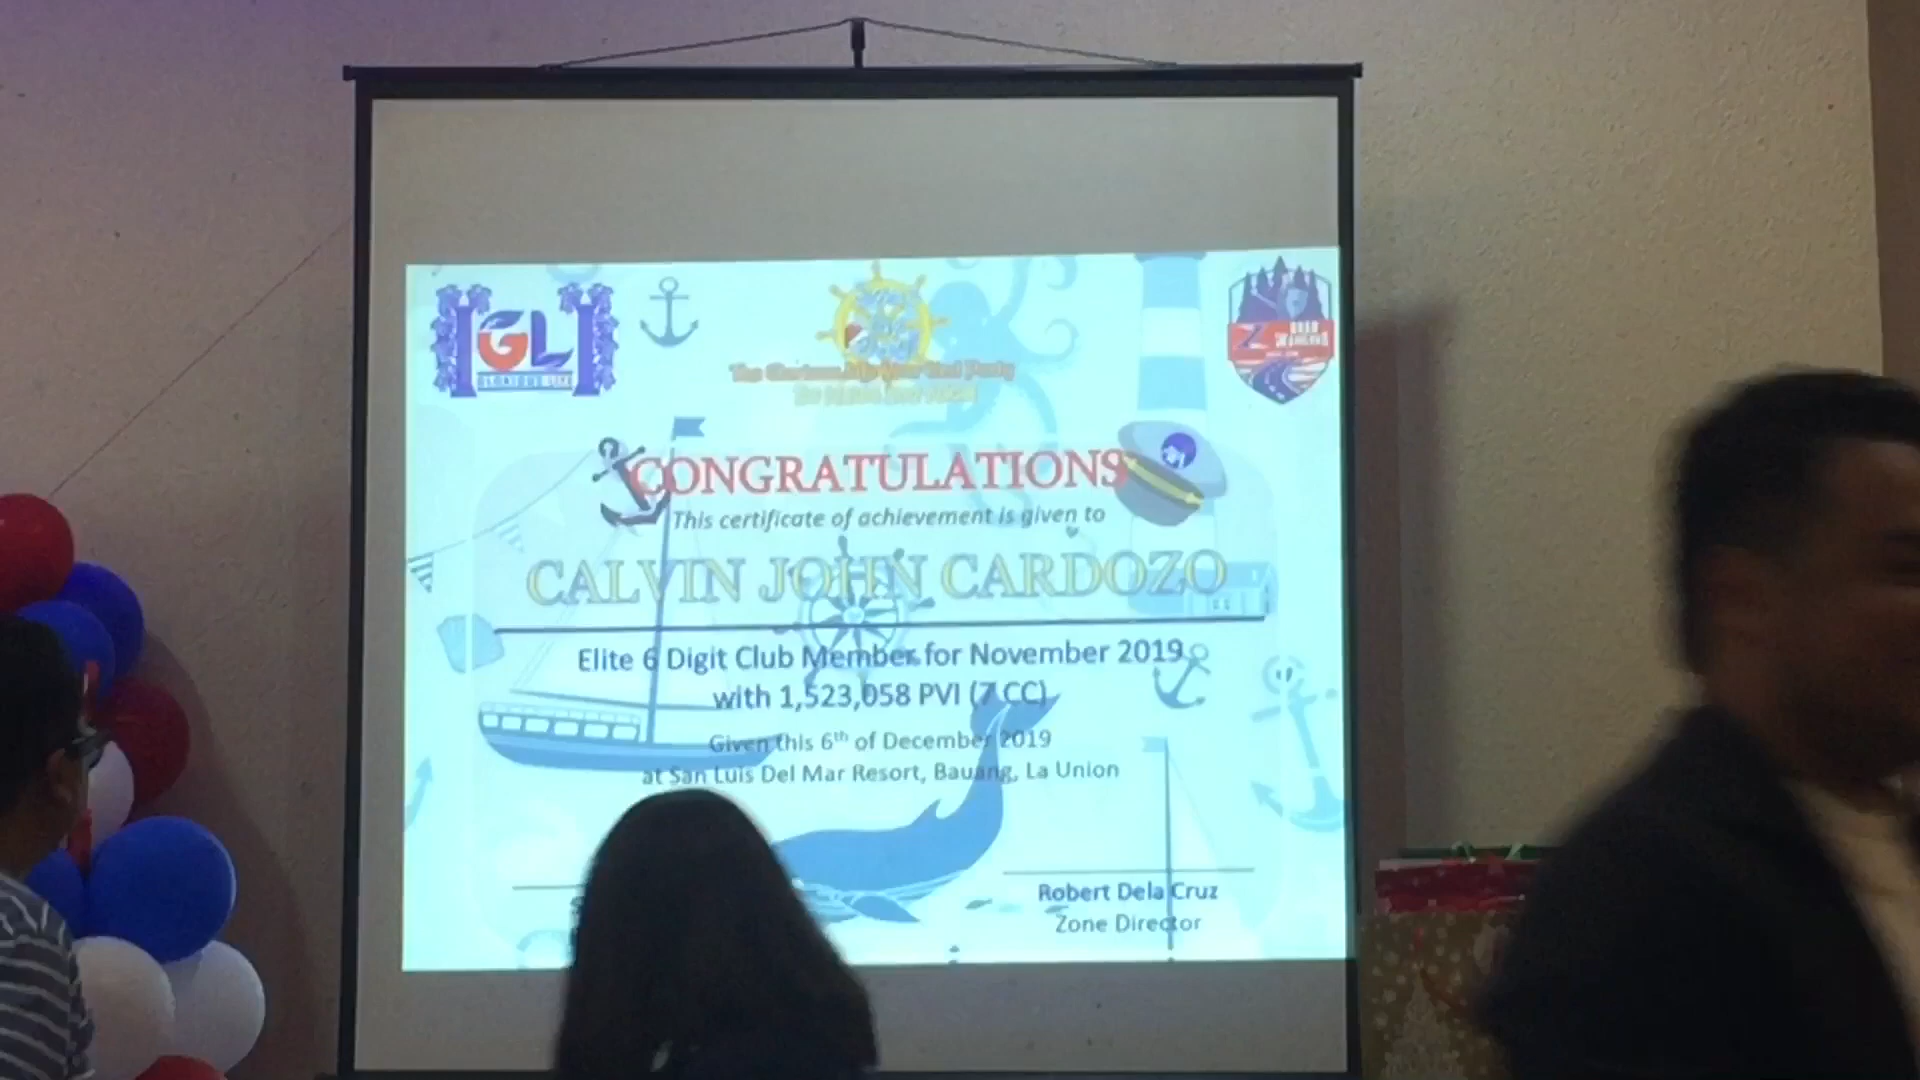 GL
CONGRATULATIONS
This certificate of achievement is given to
CALVIN JOHN CARDOZO
Elite 6 Digit Club Member for November 2019
with 1,523,058 PVI (7 CC)
Given this 6th of December 2019
at San Luis Del Mar Resort, Bauang, La Union
Robert Dela Cruz
Zone Director